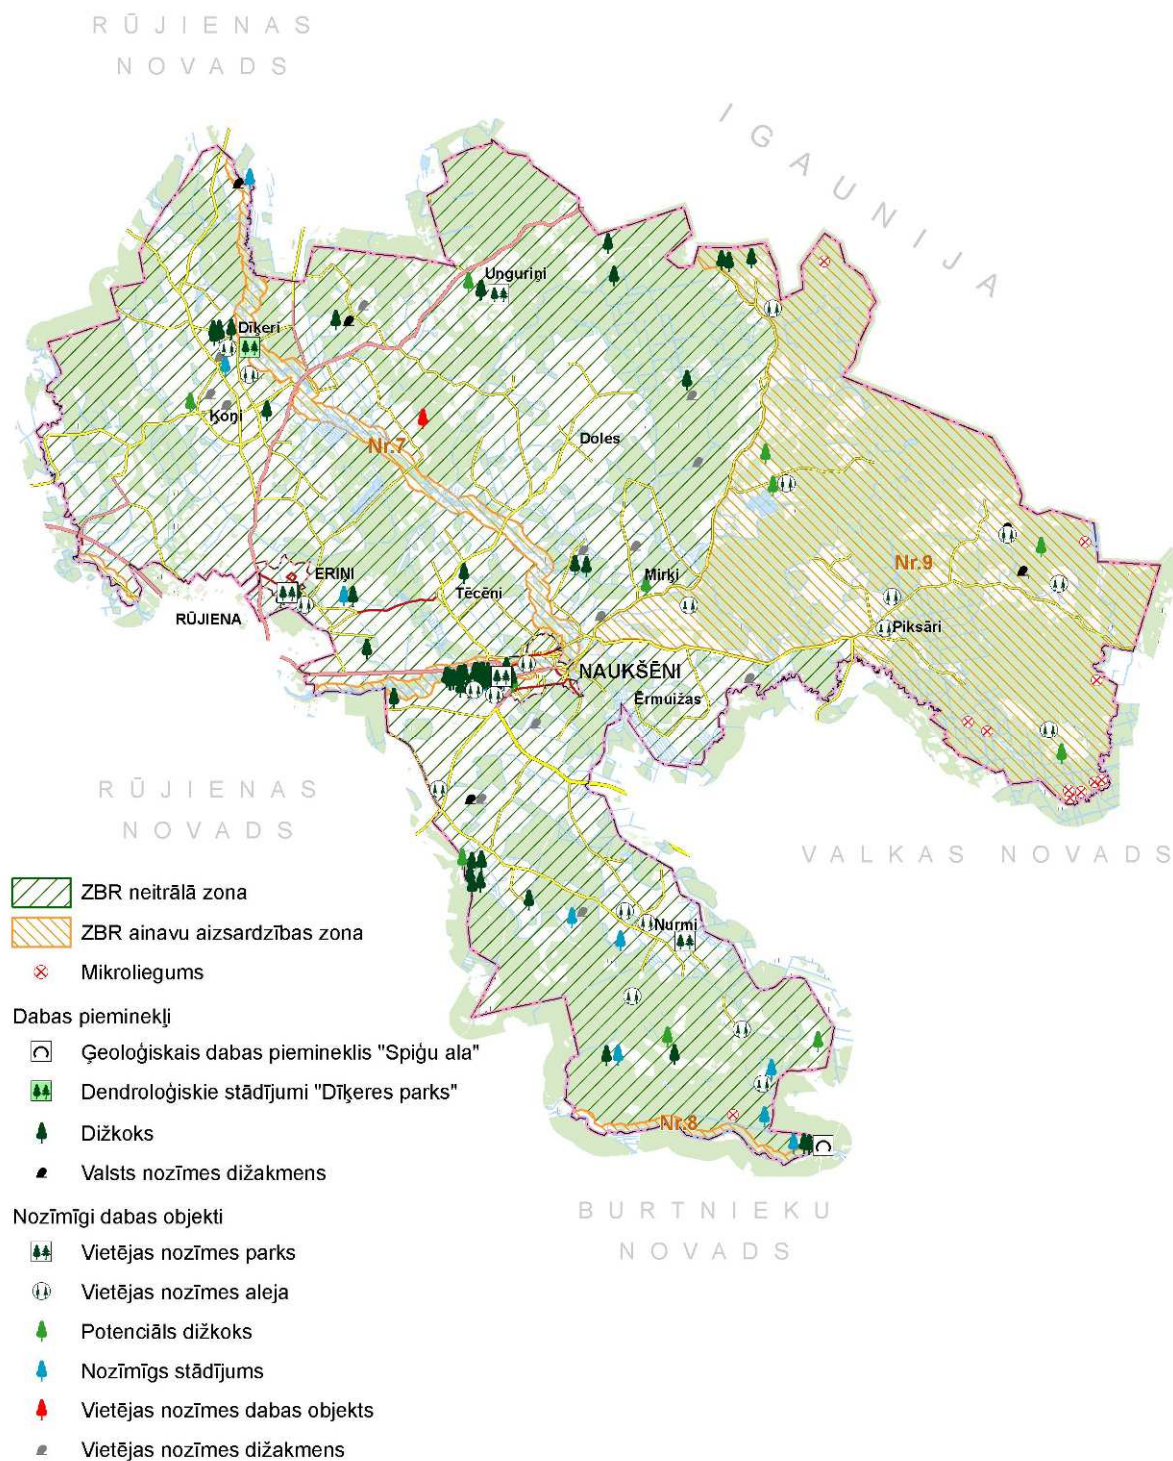 RŪJIENAS
NOVADS
IGAUNIJA
Unguriņi
Dīķeri
Ķoņi
Nr.7
Doles
Nr.9
ERIŅI
Tēcēni
Mirķi
RŪJIENA
Piksāri
NAUKŠĒNI
Ērmuižas
RŪJIENAS
NOVADS
VALKAS NOVADS
ZBR neitrālā zona
ZBR ainavu aizsardzības zona
Nurmi
Mikroliegums
Dabas pieminekļi
Ģeoloģiskais dabas piemineklis "Spiģu ala"
Dendroloģiskie stādījumi "Dīķeres parks"
Nr.8
Dižkoks
Valsts nozīmes dižakmens
BURTNIEKU
NOVADS
Nozīmīgi dabas objekti
Vietējas nozīmes parks
Vietējas nozīmes aleja
Potenciāls dižkoks
Nozīmīgs stādījums
Vietējas nozīmes dabas objekts
Vietējas nozīmes dižakmens